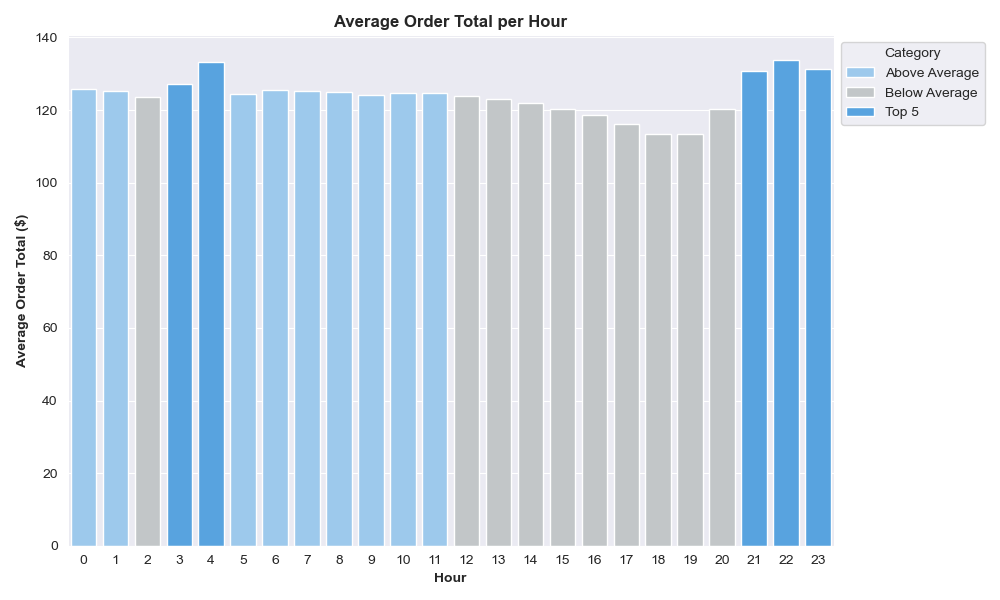 Average Order Total per Hour
Category
Above Average
Below Average
Top 5
Average Order Total ($)
140
120
100
80
60
40
20
0
0 1 2 3 4 5 6 7 8 9 10 11 12 13 14 15 16 17 18 19 20 21 22 23
Hour